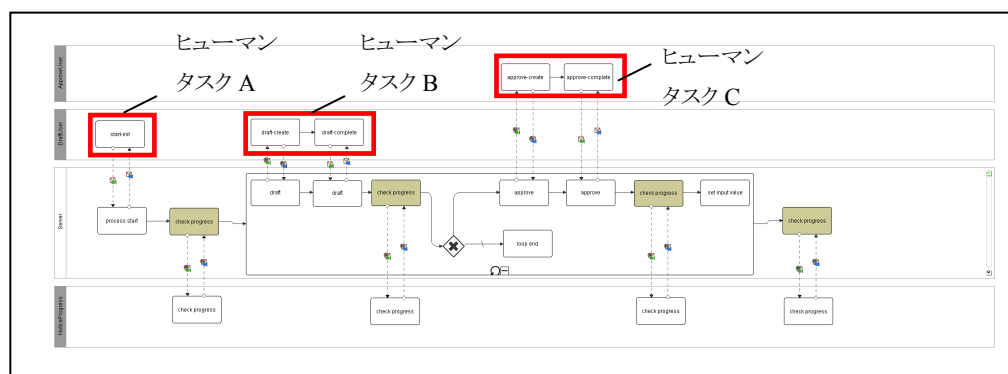 ヒューマン
タスク A
ヒューマン
タスク B
ヒューマン
タスク C
ApproveUser
approve-create
approve-complete
DraftUser
start-init
draft-create
draft-complete
Server
process start
check progress
draft
draft
check progress
approve
approve
check progress
set input value
loop end
check progress
NoticeProgress
check progress
check progress
check progress
check progress